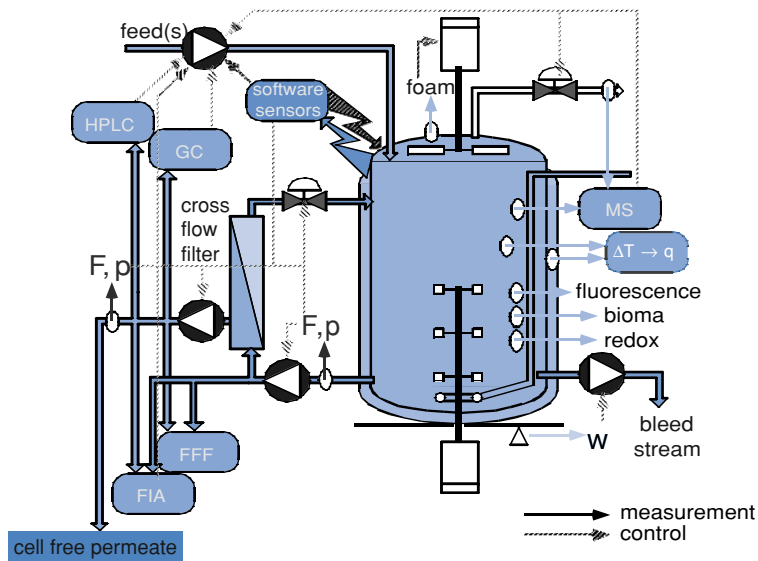 feed(s)
foam
software
sensors
HPLC
GC
MS
cross
flow
filter
ΔT → q
F, p
fluorescence
bioma
F,p
redox
bleed
stream
w
FFF
FIA
measurement
control
cell free permeate